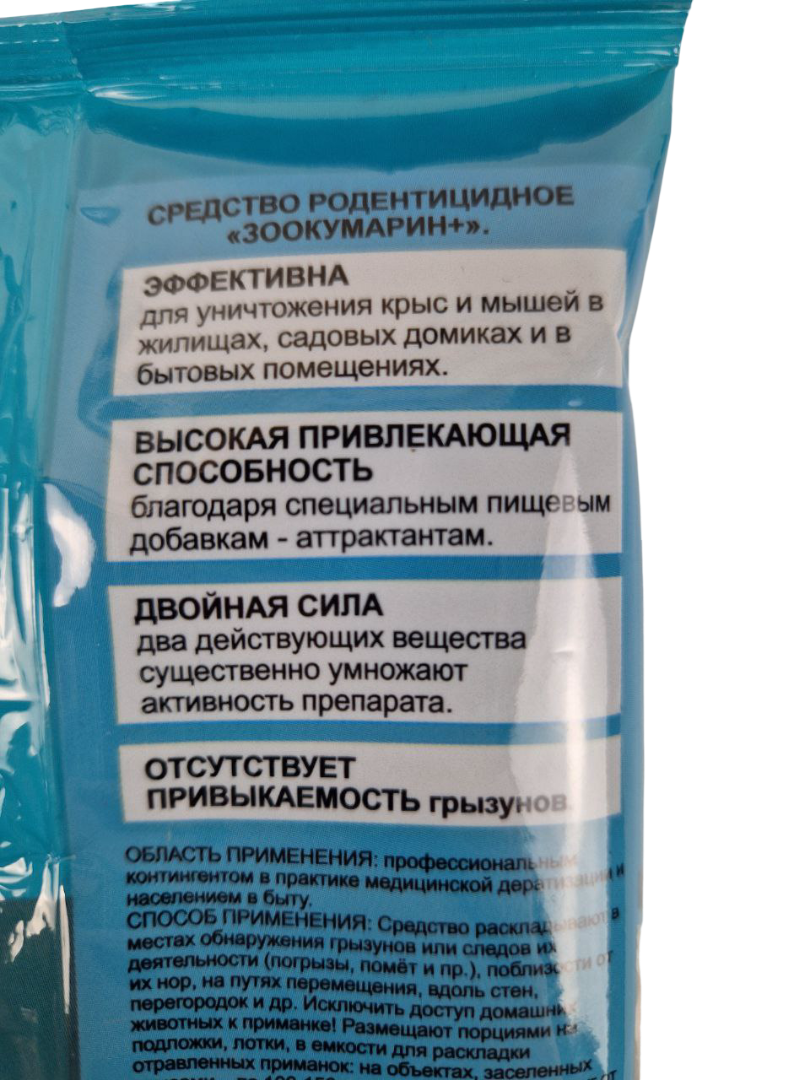 СРЕДСТВО РОДЕНТИЦИДНОЕ
«ЗООКУМАРИН+».
ЭФФЕКТИВНА
для уничтожения крыс и мышей в
жилищах, садовых домиках и в
бытовых помещениях.
ВЫСОКАЯ ПРИВЛЕКАЮЩАЯ
СПОСОБНОСТЬ
благодаря специальным пищевым
добавкам - аттрактантам.
ДВОЙНАЯ СИЛА
два действующих вещества
существенно умножают
активность препарата.
ОТСУТСТВУЕТ
ПРИВЫКАЕМОСТЬ грызунов.
ОБЛАСТЬ ПРИМЕНЕНИЯ: профессиональным
контингентом в практике медицинской дератизации и
населением в быту.
СПОСОБ ПРИМЕНЕНИЯ: Средство раскладывают в
местах обнаружения грызунов или следов их
деятельности (погрызы, помёт и пр.), поблизости от
их нор, на путях перемещения, вдоль стен,
перегородок и др. Исключить доступ домашних
животных к приманке! Размещают порциями на
подложки, лотки, в емкости для раскладки
отравленных приманок: на объектах, заселенных